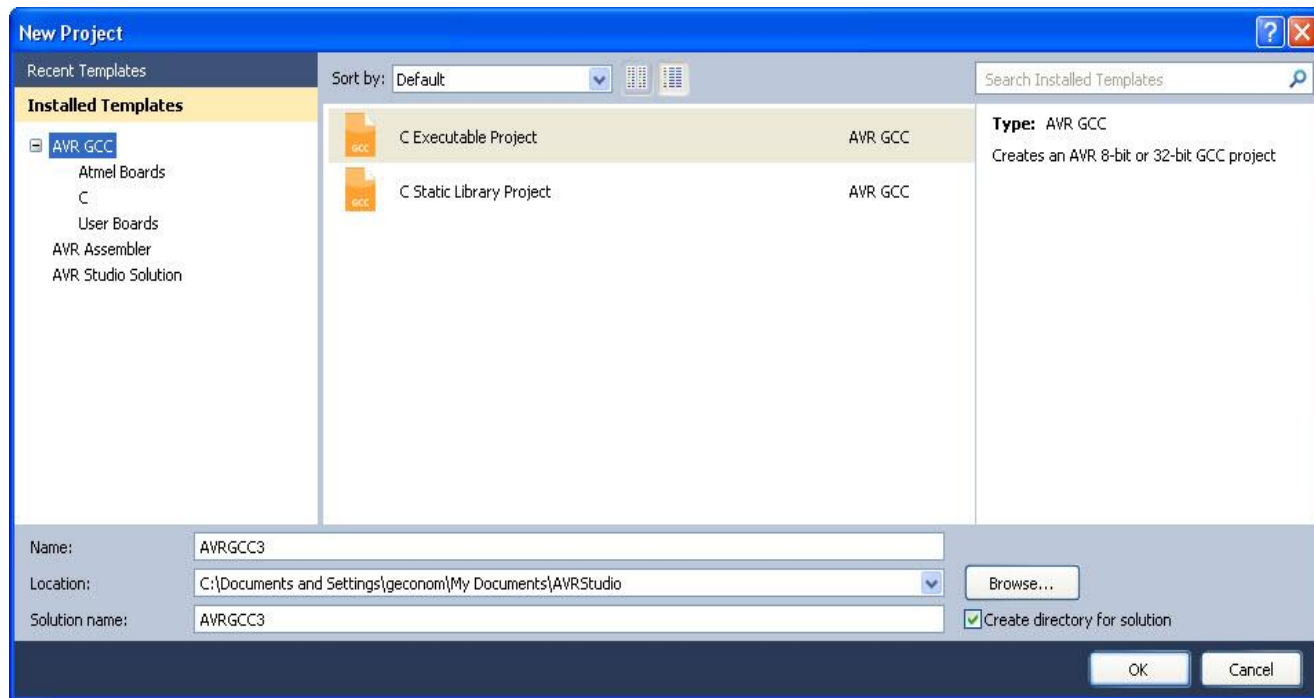 New Project
Recent Templates
Installed Templates
AVR GCC
Atmel Boards
C
User Boards
AVR Assembler
AVR Studio Solution
Sort by: Default
GCC C Executable Project AVR GCC
GCC C Static Library Project AVR GCC
Search Installed Templates
Type: AVR GCC
Creates an AVR 8-bit or 32-bit GCC project
Name: AVRGCC3
Location: C:\Documents and Settings\geconom\My Documents\AVRStudio Browse...
Solution name: AVRGCC3 Create directory for solution
OK Cancel